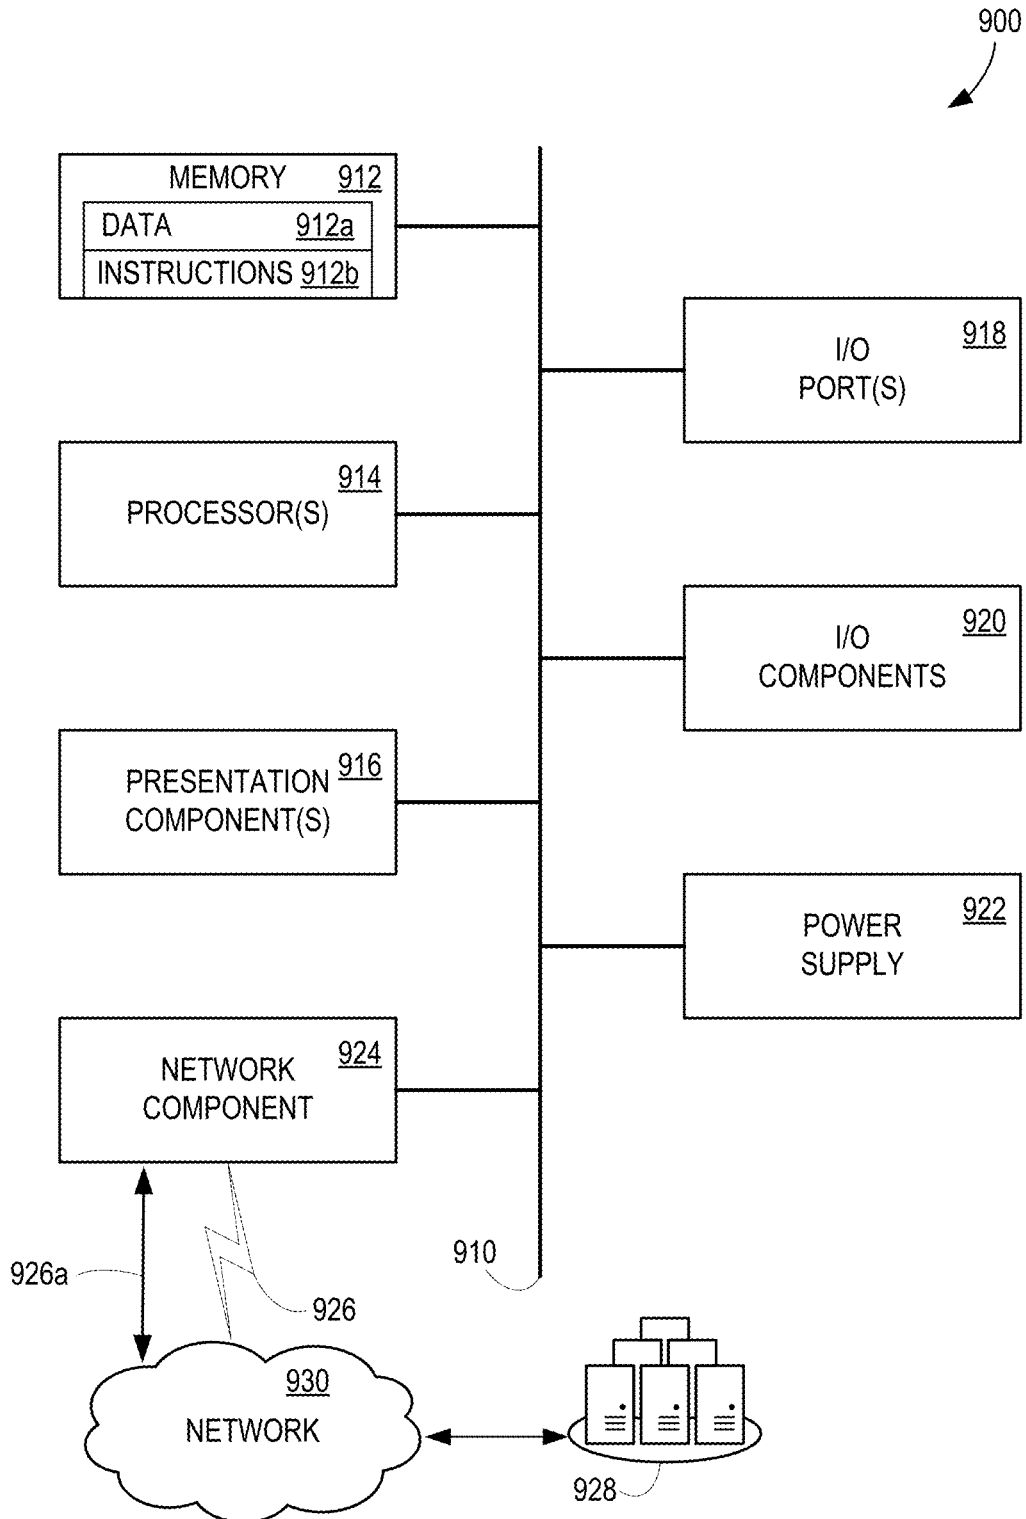 900
MEMORY 912
DATA 912a
INSTRUCTIONS 912b
918
I/O
PORT(S)
914
PROCESSOR(S)
920
I/O
COMPONENTS
916
PRESENTATION
COMPONENT(S)
922
POWER
SUPPLY
924
NETWORK
COMPONENT
910
926a
926
930
NETWORK
928